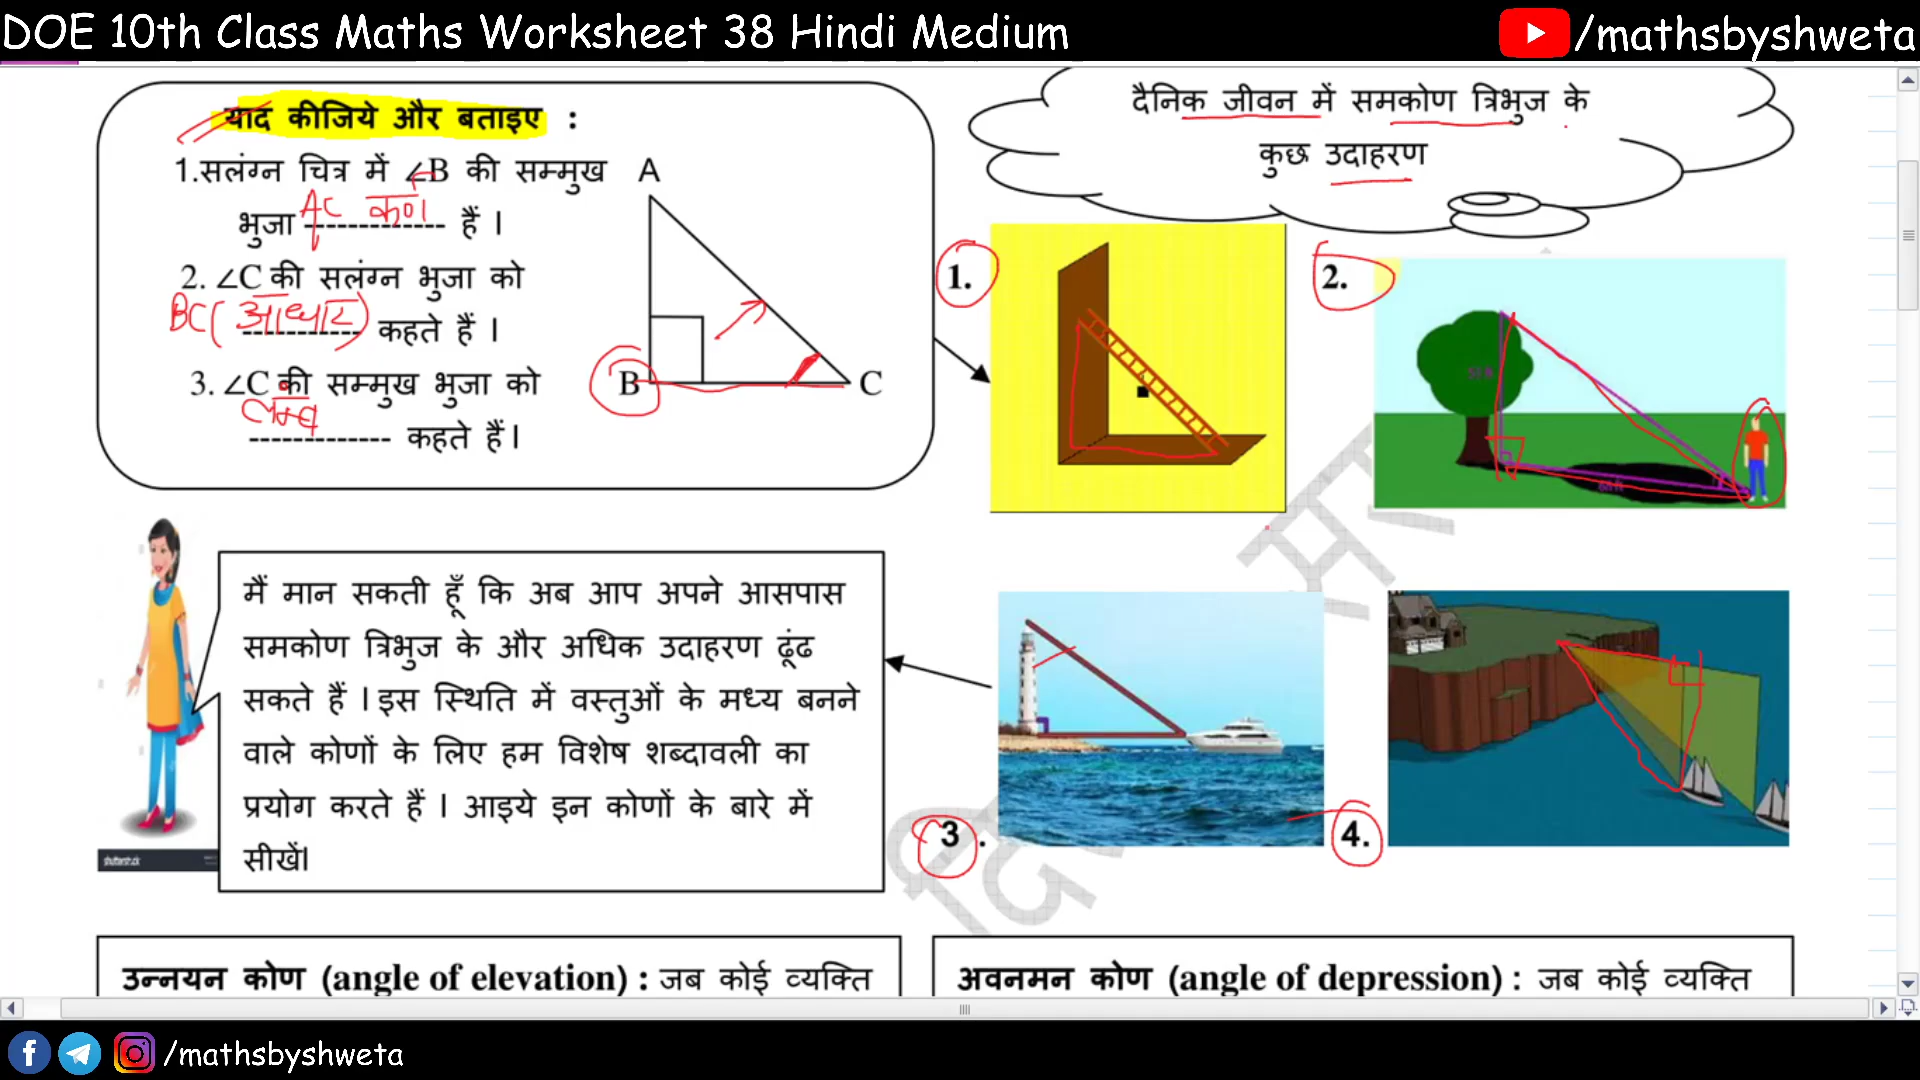 DOE 10th Class Maths Worksheet 38 Hindi Medium
/mathsbyshweta
याद कीजिये और बताइए :
1.सलंग्न चित्र में ∠B की सम्मुख
AC कर्ण
भुजा ------------- हैं ।
2. ∠C की सलंग्न भुजा को
BC (आधार)
------------ कहते हैं ।
3. ∠C की सम्मुख भुजा को
लम्ब
------------- कहते हैं।
A
B
C
दैनिक जीवन में समकोण त्रिभुज के
कुछ उदाहरण
1.
2.
3 .
4.
मैं मान सकती हूँ कि अब आप अपने आसपास
समकोण त्रिभुज के और अधिक उदाहरण ढूंढ
सकते हैं । इस स्थिति में वस्तुओं के मध्य बनने
वाले कोणों के लिए हम विशेष शब्दावली का
प्रयोग करते हैं । आइये इन कोणों के बारे में
सीखें।
shutterstock
उन्नयन कोण (angle of elevation) : जब कोई व्यक्ति
अवनमन कोण (angle of depression) : जब कोई व्यक्ति
/mathsbyshweta